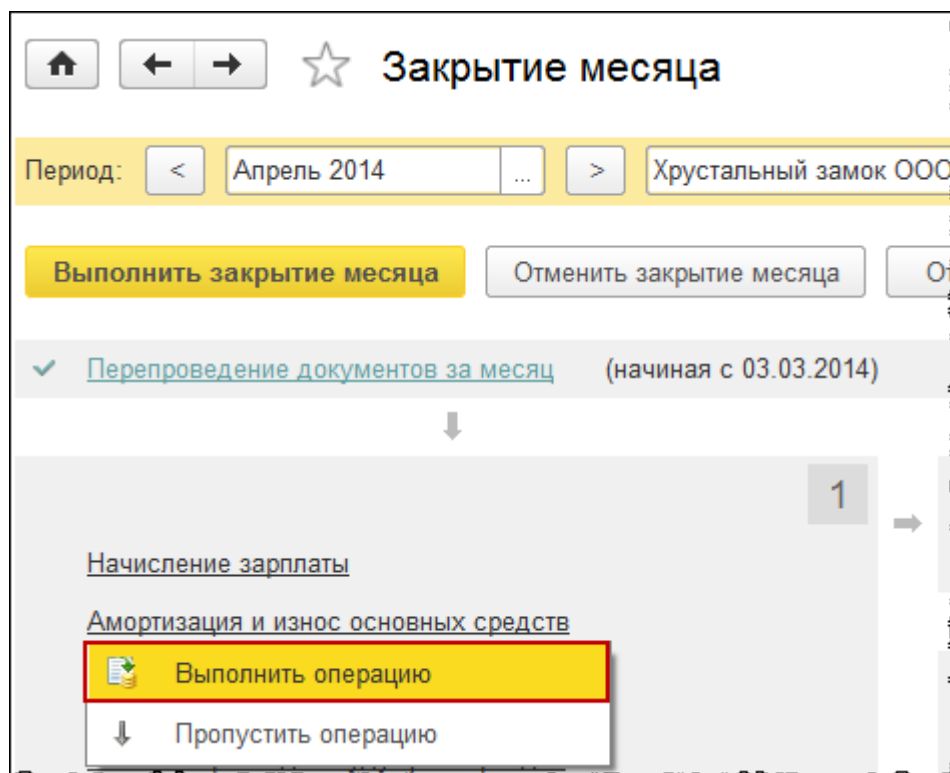 Закрытие месяца
Период: < Апрель 2014 ... > Хрустальный замок ООО
Выполнить закрытие месяца Отменить закрытие месяца
Перепроведение документов за месяц (начиная с 03.03.2014)
1
Начисление зарплаты
Амортизация и износ основных средств
Выполнить операцию
Пропустить операцию